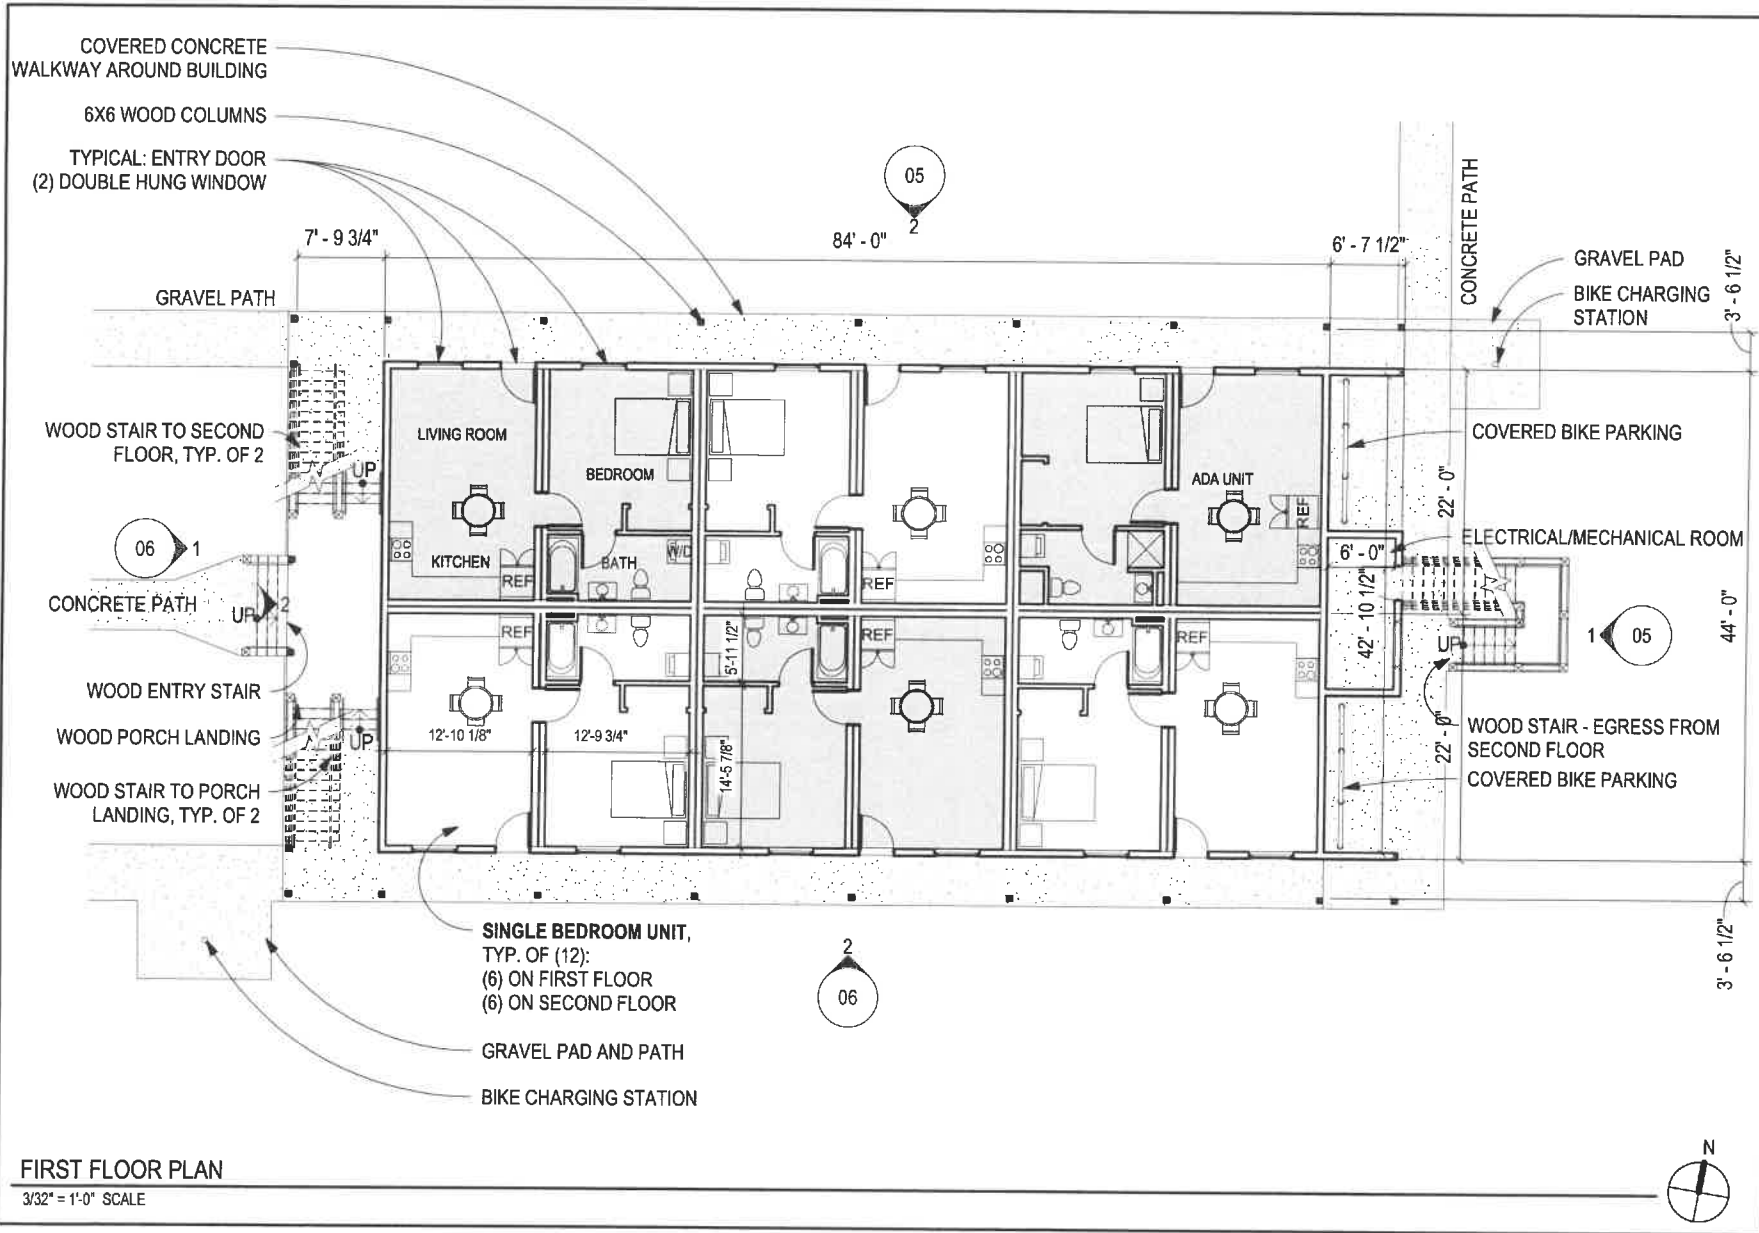 COVERED CONCRETE
WALKWAY AROUND BUILDING
6X6 WOOD COLUMNS
TYPICAL: ENTRY DOOR
(2) DOUBLE HUNG WINDOW
05
2
7' - 9 3/4"
84' - 0"
6' - 7 1/2"
CONCRETE PATH
GRAVEL PAD
BIKE CHARGING
STATION
3' - 6 1/2"
GRAVEL PATH
WOOD STAIR TO SECOND
FLOOR, TYP. OF 2
UP
LIVING ROOM
BEDROOM
ADA UNIT
REF
COVERED BIKE PARKING
22' - 0"
ELECTRICAL/MECHANICAL ROOM
6' - 0"
06
1
KITCHEN
REF
BATH
W/D
REF
CONCRETE PATH
UP
2
42' - 10 1/2"
44' - 0"
REF
5'-11 1/2"
REF
REF
UP
1
05
WOOD ENTRY STAIR
WOOD PORCH LANDING
UP
12'-10 1/8"
12'-9 3/4"
14'-5 7/8"
22' - 0"
WOOD STAIR - EGRESS FROM
SECOND FLOOR
COVERED BIKE PARKING
WOOD STAIR TO PORCH
LANDING, TYP. OF 2
3' - 6 1/2"
SINGLE BEDROOM UNIT,
TYP. OF (12):
(6) ON FIRST FLOOR
(6) ON SECOND FLOOR
2
06
GRAVEL PAD AND PATH
BIKE CHARGING STATION
FIRST FLOOR PLAN
3/32" = 1'-0" SCALE
N